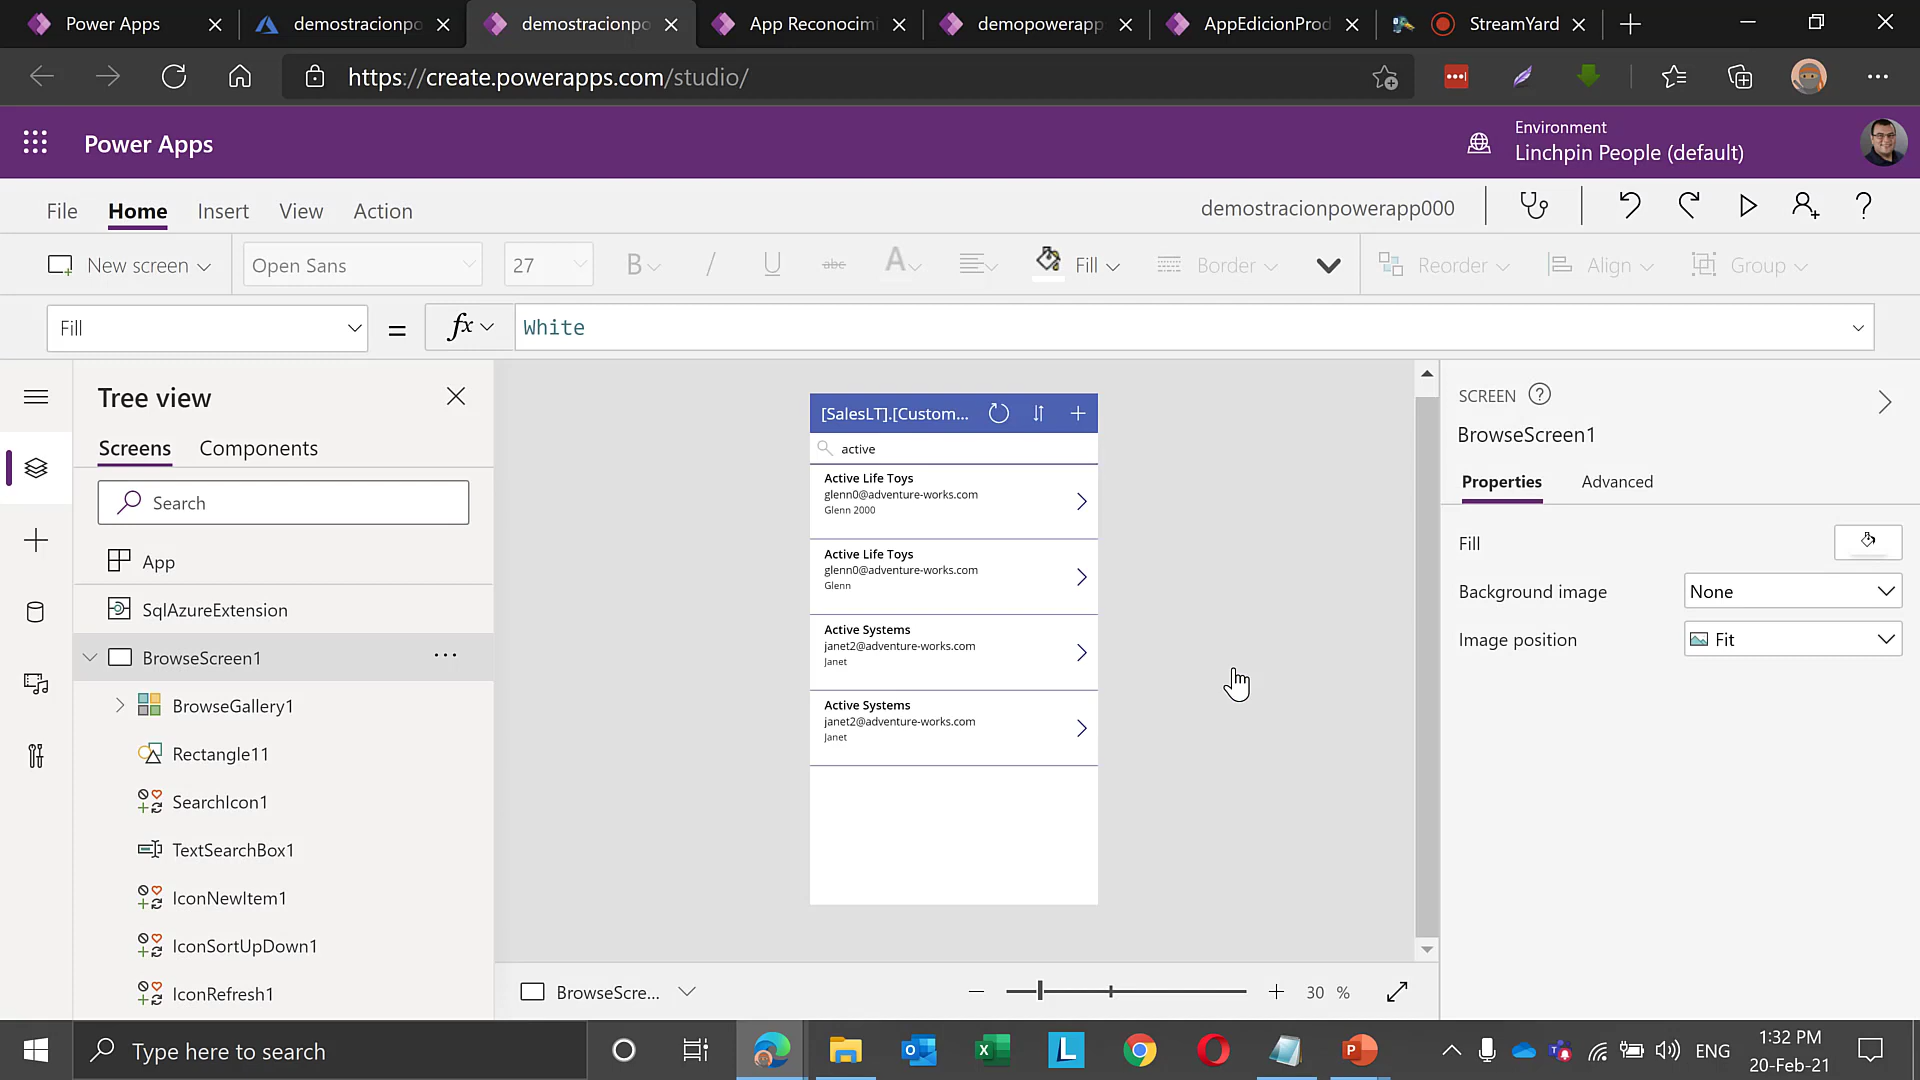 Power Apps
demostracionpo
demostracionpo
App Reconocimi
demopowerapp
AppEdicionProd
StreamYard
https://create.powerapps.com/studio/
Power Apps
Environment
Linchpin People (default)
File
Home
Insert
View
Action
demostracionpowerapp000
New screen
Open Sans
27
B
/
U
abc
A
Fill
Border
Reorder
Align
Group
Fill
=
fx
White
Tree view
Screens
Components
Search
App
SqlAzureExtension
BrowseScreen1
BrowseGallery1
Rectangle11
SearchIcon1
TextSearchBox1
IconNewItem1
IconSortUpDown1
IconRefresh1
[SalesLT].[Custom...
active
Active Life Toys
glenn0@adventure-works.com
Glenn 2000
Active Life Toys
glenn0@adventure-works.com
Glenn
Active Systems
janet2@adventure-works.com
Janet
Active Systems
janet2@adventure-works.com
Janet
BrowseScre...
30 %
SCREEN
BrowseScreen1
Properties
Advanced
Fill
Background image
None
Image position
Fit
Type here to search
ENG
1:32 PM
20-Feb-21